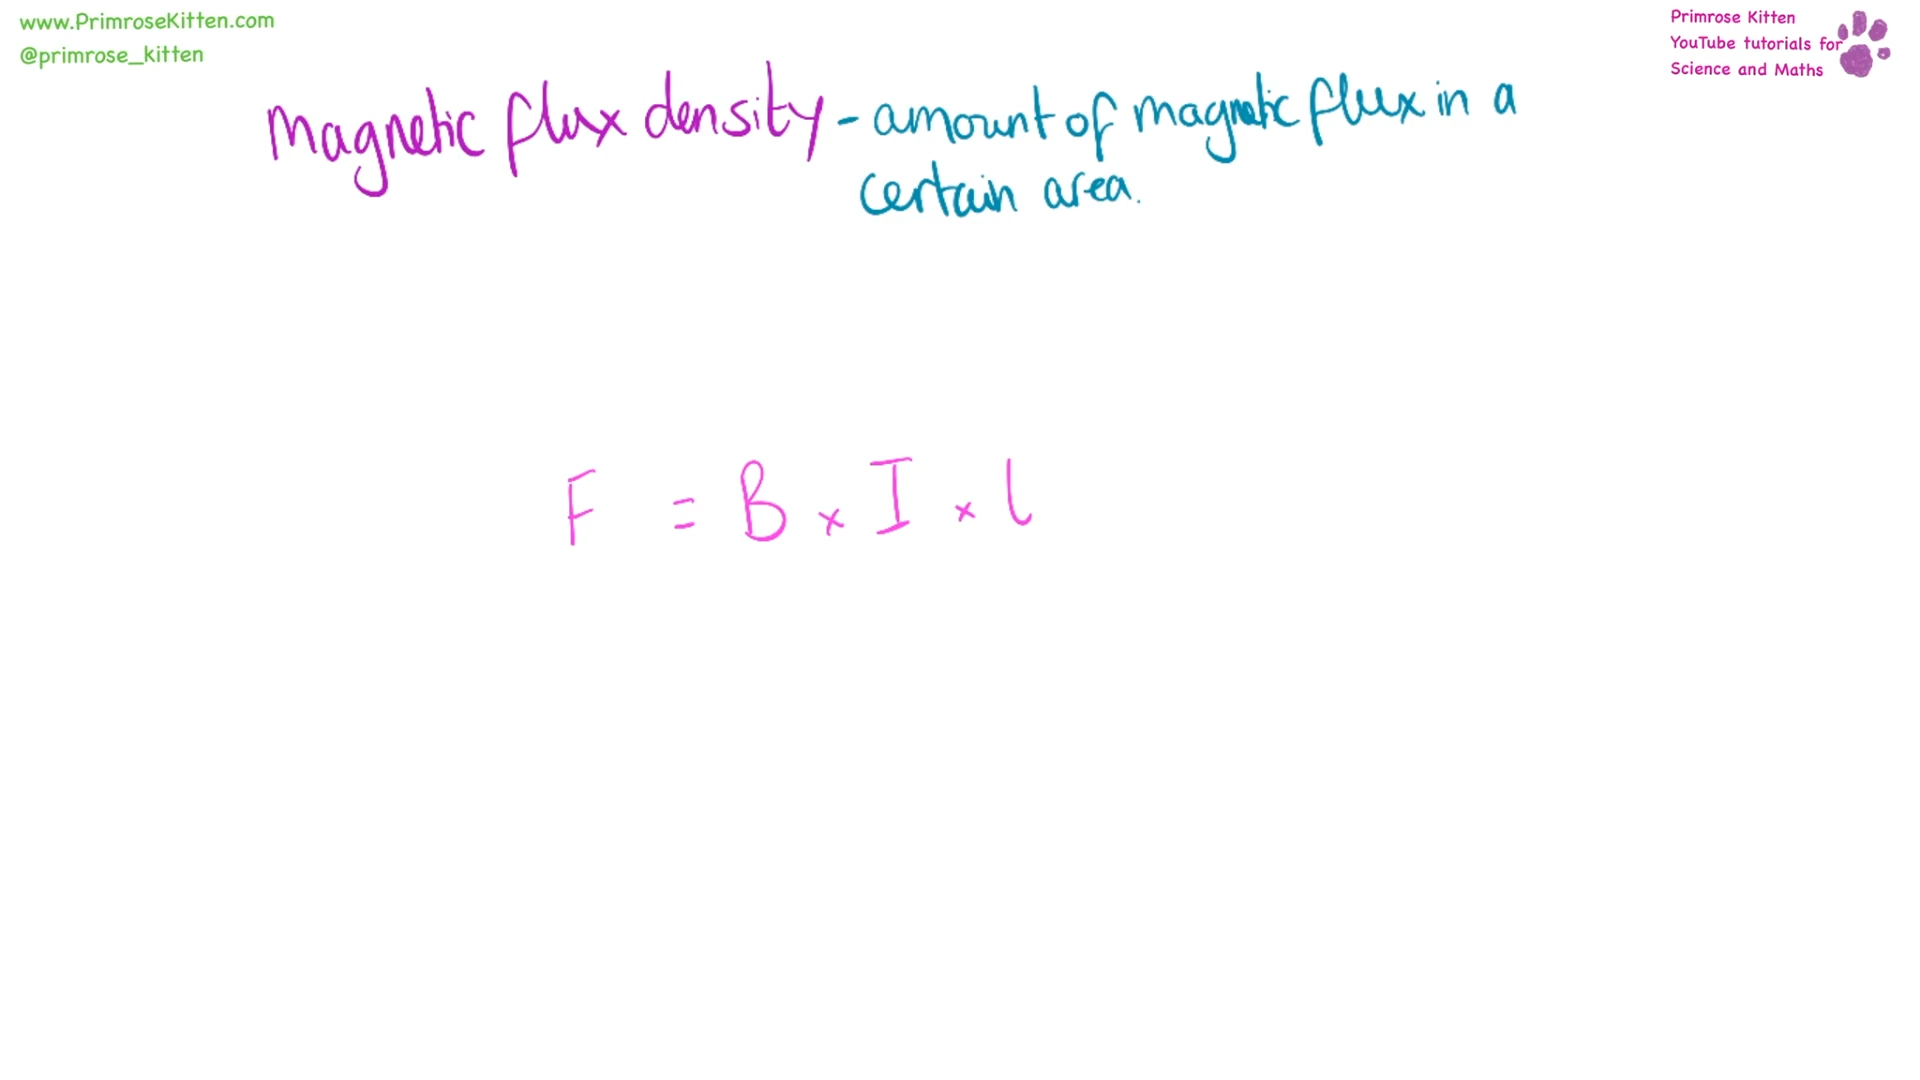 www.PrimroseKitten.com
@primrose_kitten
Primrose Kitten
YouTube tutorials for
Science and Maths
Magnetic flux density - amount of magnetic flux in a
certain area.
F = B x I x l